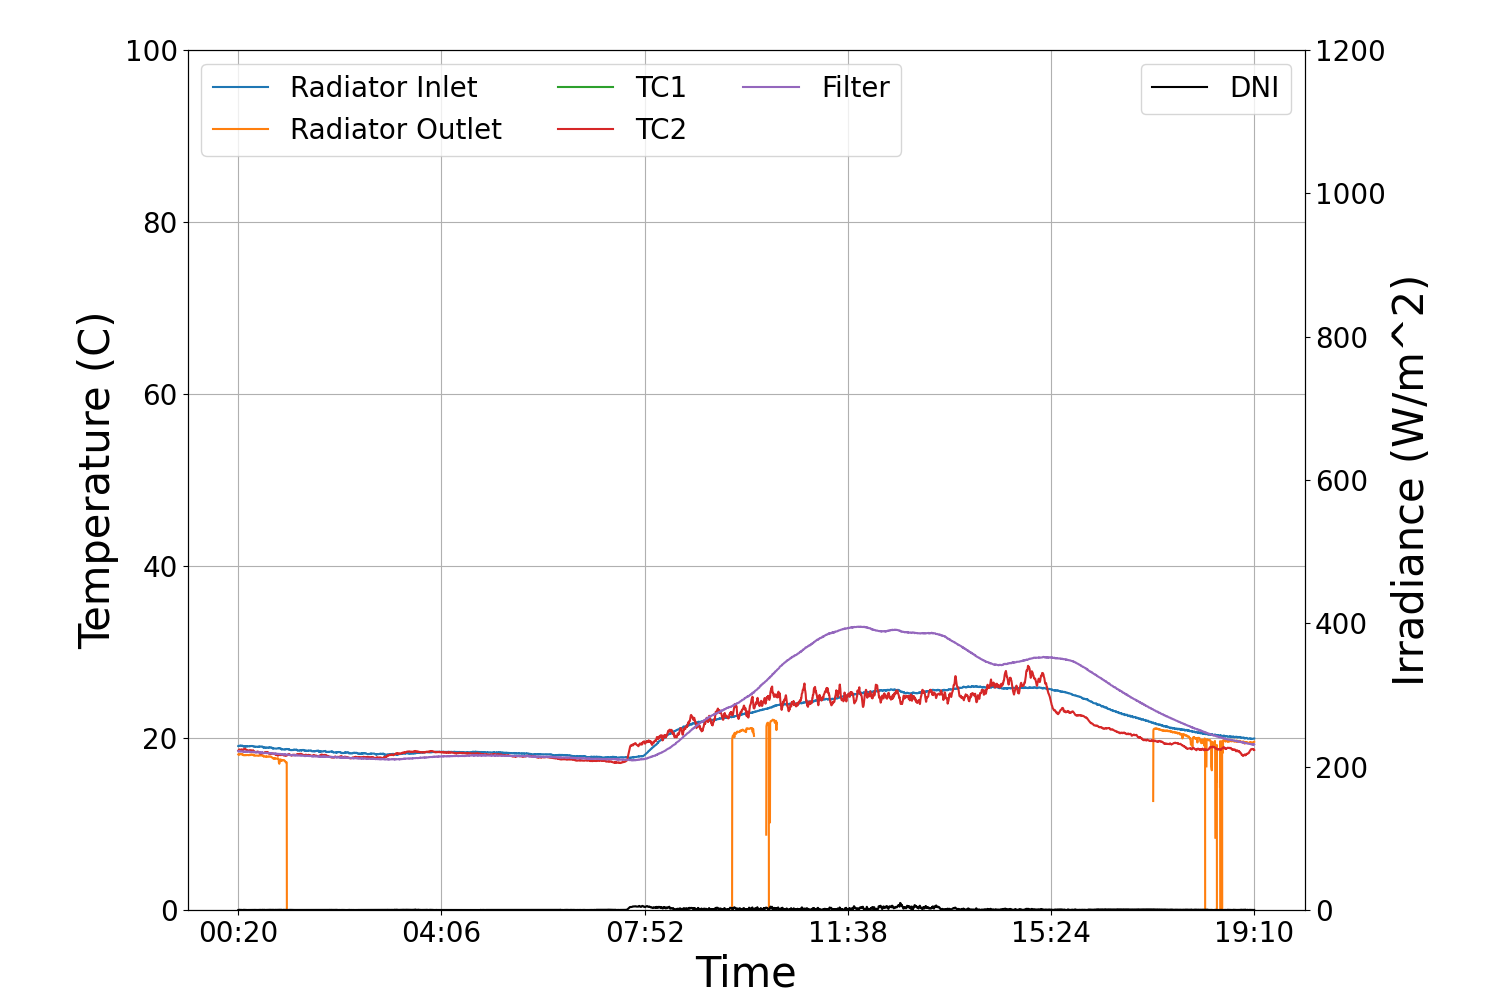 Radiator Inlet
Radiator Outlet
TC1
TC2
Filter
DNI
100
80
60
40
20
0
Temperature (C)
1200
1000
800
600
400
200
0
Irradiance (W/m^2)
00:20
04:06
07:52
11:38
15:24
19:10
Time